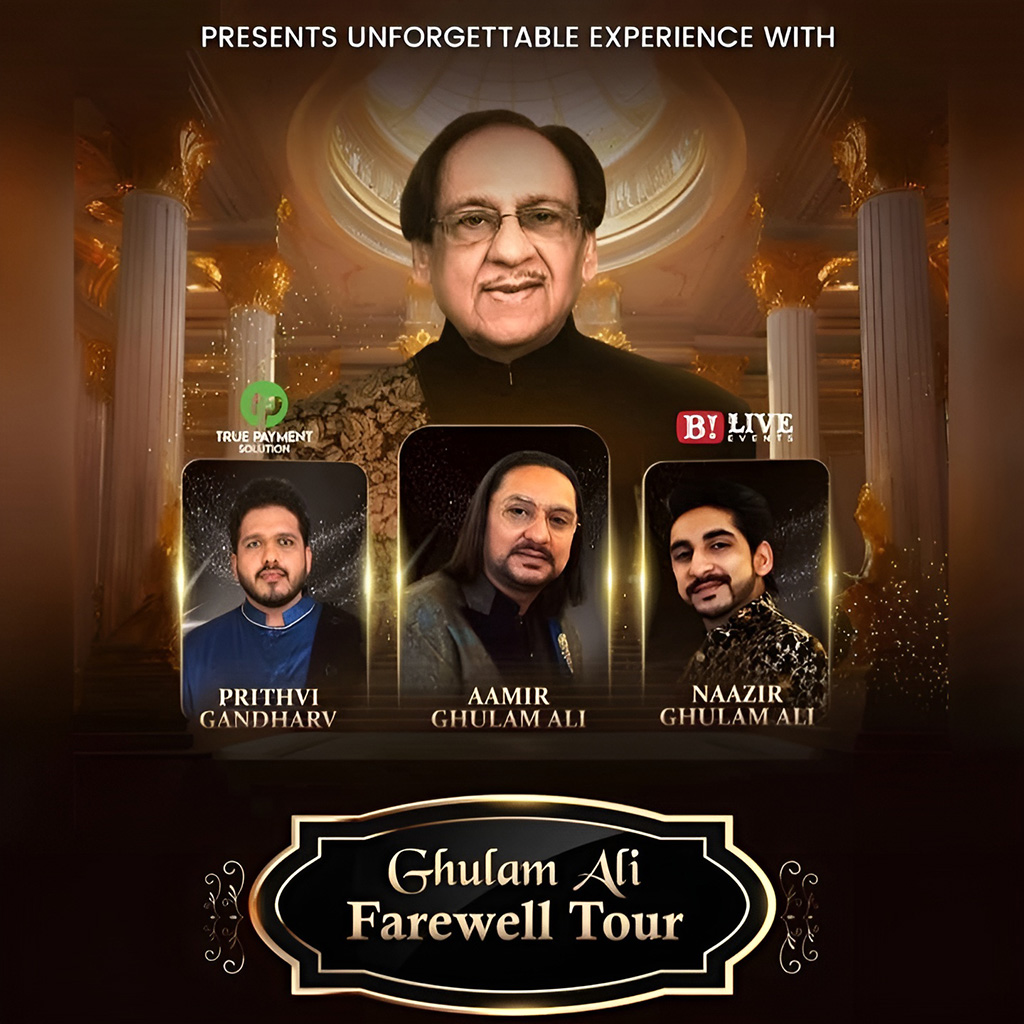 PRESENTS UNFORGETTABLE EXPERIENCE WITH
TRUE PAYMENT
SOLUTION
B! LIVE
EVENTS
PRITHVI
GANDHARV
AAMIR
GHULAM ALI
NAAZIR
GHULAM ALI
Ghulam Ali
Farewell Tour